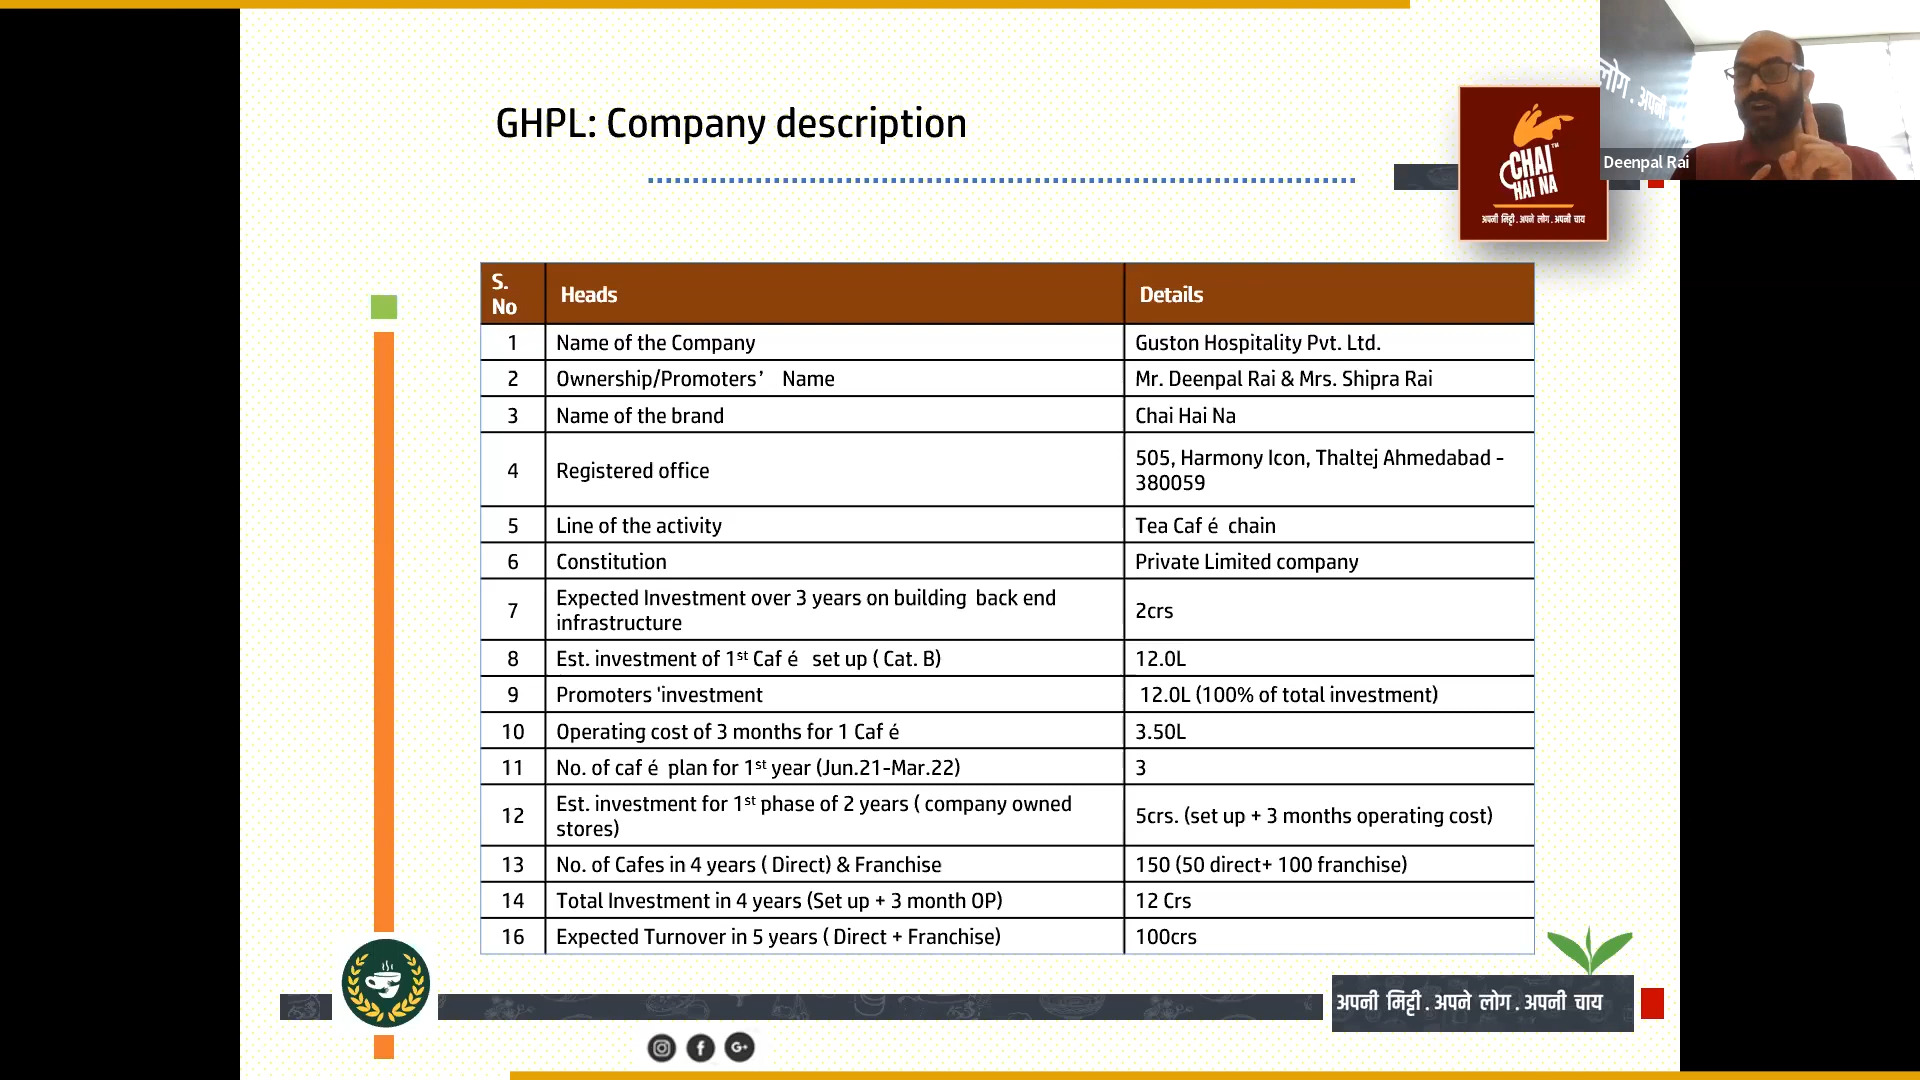 GHPL: Company description
CHAI
HAI NA
TM
अपनी मिट्टी . अपने लोग . अपनी चाय
लोग . अपनी
Deenpal Rai
S. No Heads Details
1 Name of the Company Guston Hospitality Pvt. Ltd.
2 Ownership/Promoters’ Name Mr. Deenpal Rai & Mrs. Shipra Rai
3 Name of the brand Chai Hai Na
4 Registered office 505, Harmony Icon, Thaltej Ahmedabad -
380059
5 Line of the activity Tea Caf é chain
6 Constitution Private Limited company
7 Expected Investment over 3 years on building back end
infrastructure 2crs
8 Est. investment of 1st Caf é set up ( Cat. B) 12.0L
9 Promoters 'investment 12.0L (100% of total investment)
10 Operating cost of 3 months for 1 Caf é 3.50L
11 No. of caf é plan for 1st year (Jun.21-Mar.22) 3
12 Est. investment for 1st phase of 2 years ( company owned
stores) 5crs. (set up + 3 months operating cost)
13 No. of Cafes in 4 years ( Direct) & Franchise 150 (50 direct+ 100 franchise)
14 Total Investment in 4 years (Set up + 3 month OP) 12 Crs
16 Expected Turnover in 5 years ( Direct + Franchise) 100crs
अपनी मिट्टी . अपने लोग . अपनी चाय
G+